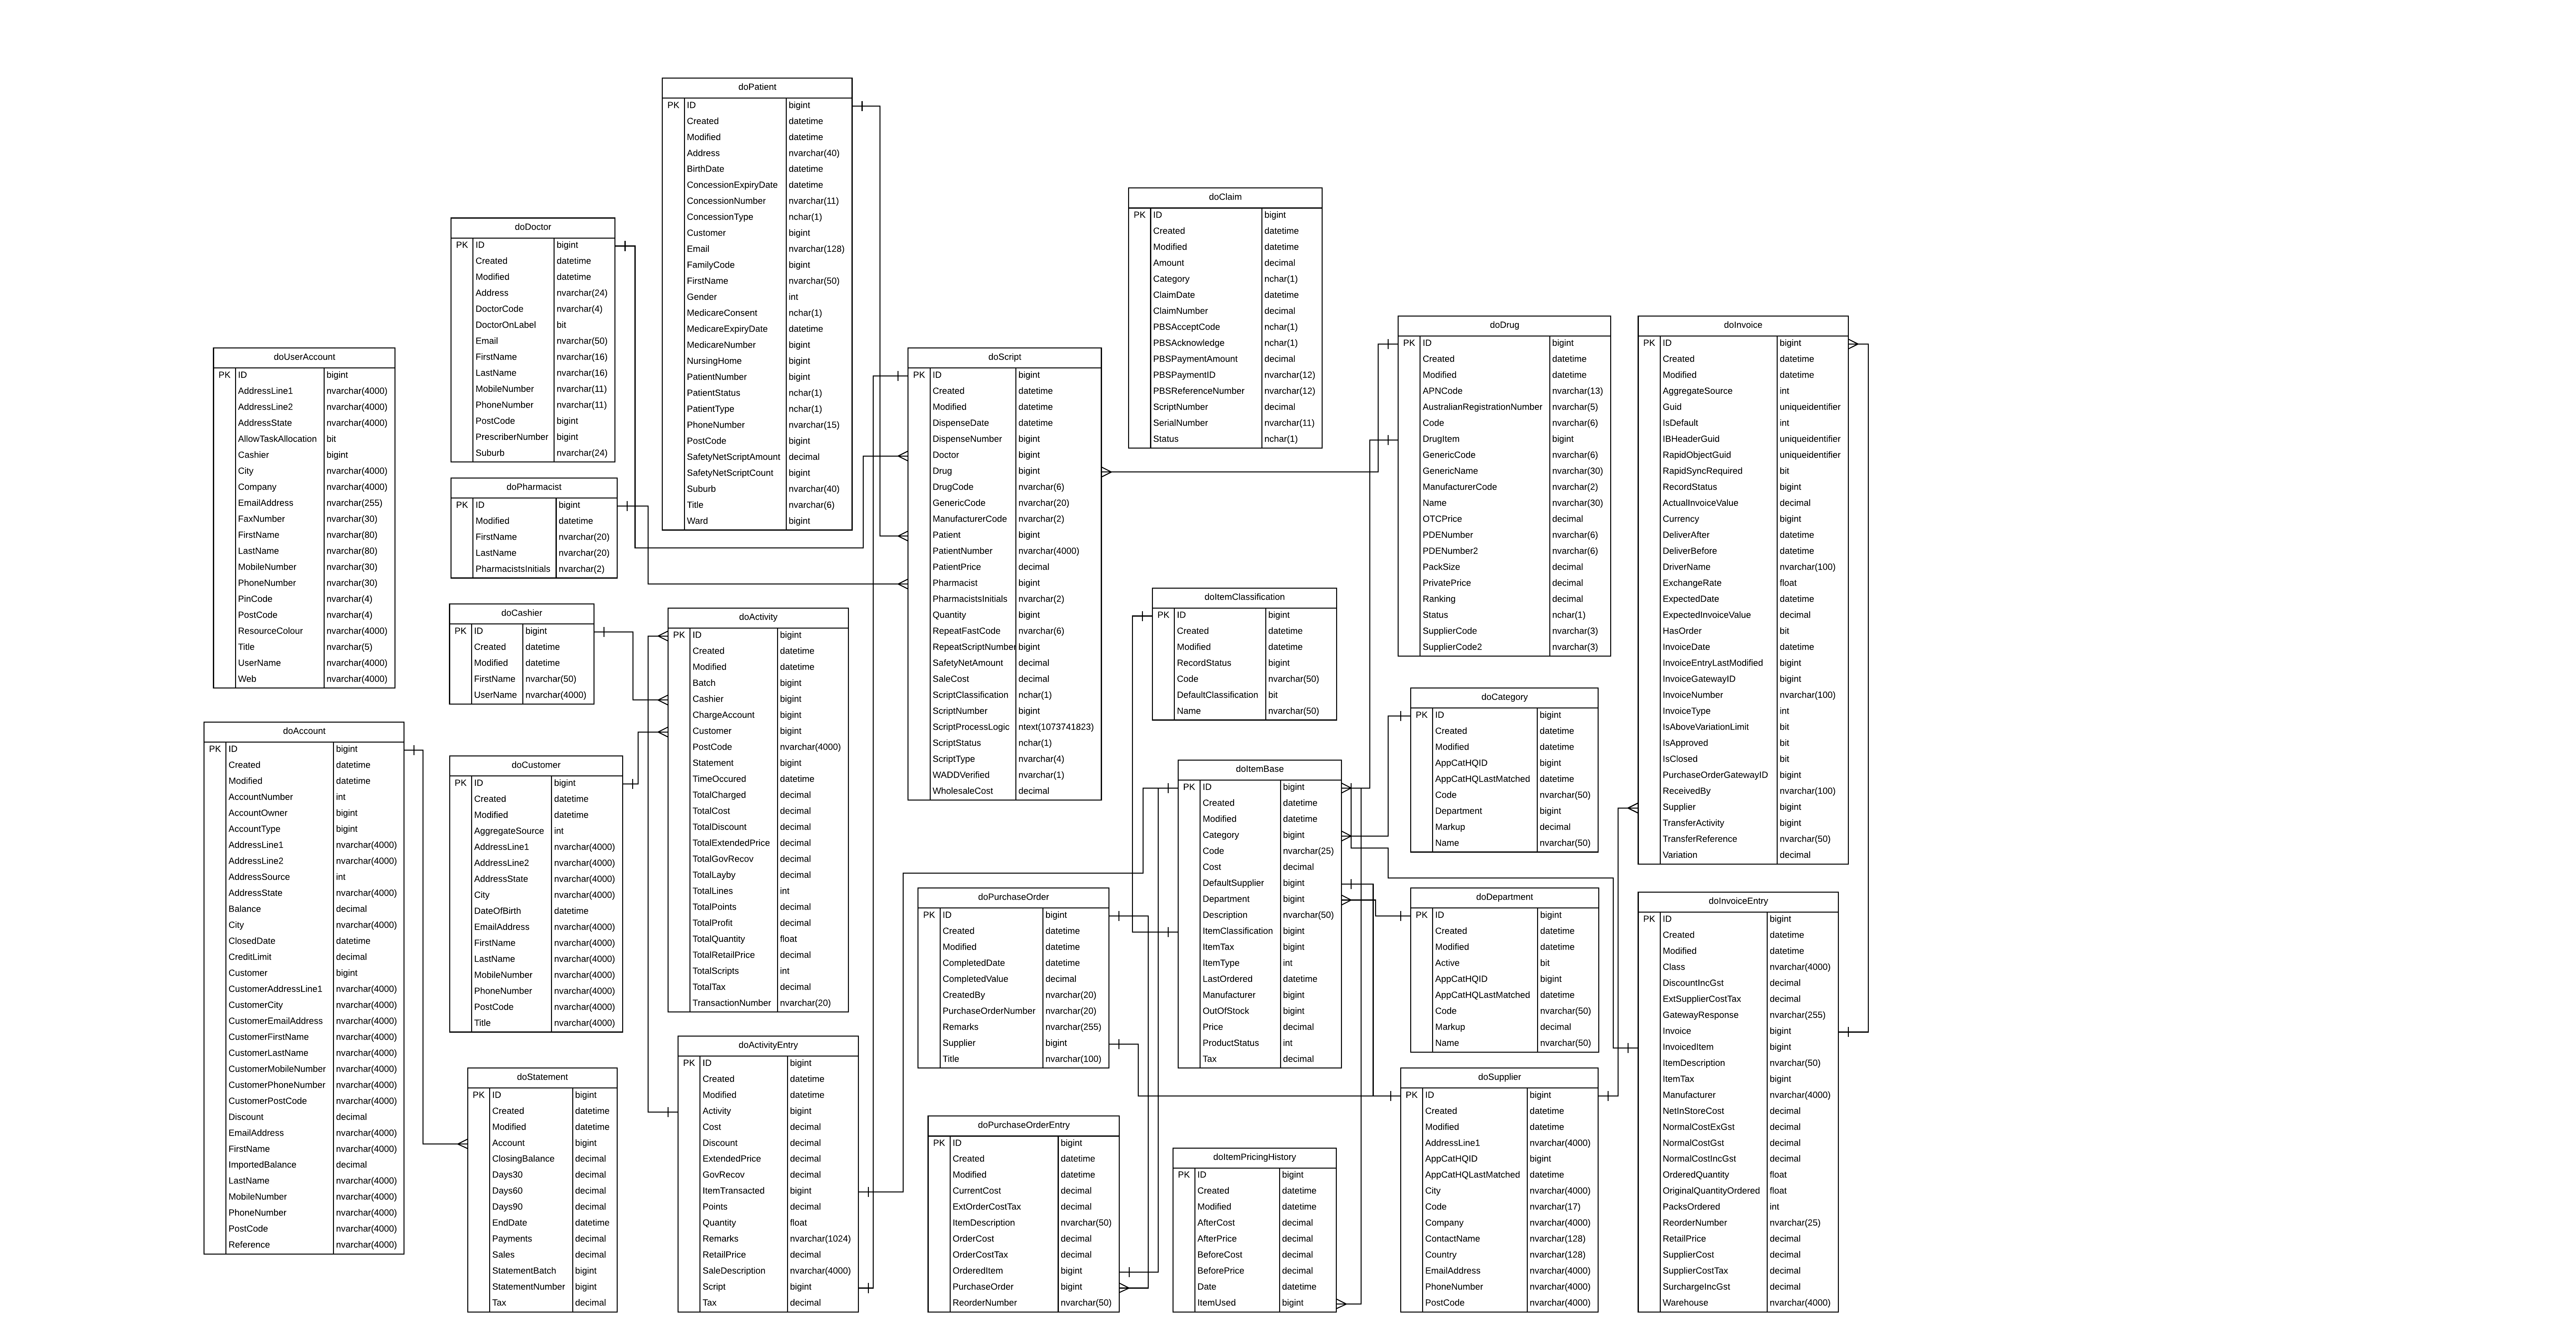 doPatient
PK ID bigint
Created datetime
Modified datetime
Address nvarchar(40)
BirthDate datetime
ConcessionExpiryDate datetime
ConcessionNumber nvarchar(11)
ConcessionType nchar(1)
Customer bigint
Email nvarchar(128)
FamilyCode bigint
FirstName nvarchar(50)
Gender int
MedicareConsent nchar(1)
MedicareExpiryDate datetime
MedicareNumber bigint
NursingHome bigint
PatientNumber bigint
PatientStatus nchar(1)
PatientType nchar(1)
PhoneNumber nvarchar(15)
PostCode bigint
SafetyNetScriptAmount decimal
SafetyNetScriptCount bigint
Suburb nvarchar(40)
Title nvarchar(6)
Ward bigint
doClaim
PK ID bigint
Created datetime
Modified datetime
Amount decimal
Category nchar(1)
ClaimDate datetime
ClaimNumber decimal
PBSAcceptCode nchar(1)
PBSAcknowledge nchar(1)
PBSPaymentAmount decimal
PBSPaymentID nvarchar(12)
PBSReferenceNumber nvarchar(12)
ScriptNumber decimal
SerialNumber nvarchar(11)
Status nchar(1)
doDoctor
PK ID bigint
Created datetime
Modified datetime
Address nvarchar(24)
DoctorCode nvarchar(4)
DoctorOnLabel bit
Email nvarchar(50)
FirstName nvarchar(16)
LastName nvarchar(16)
MobileNumber nvarchar(11)
PhoneNumber nvarchar(11)
PostCode bigint
PrescriberNumber bigint
Suburb nvarchar(24)
doDrug
PK ID bigint
Created datetime
Modified datetime
APNCode nvarchar(13)
AustralianRegistrationNumber nvarchar(5)
Code nvarchar(6)
DrugItem bigint
GenericCode nvarchar(6)
GenericName nvarchar(30)
ManufacturerCode nvarchar(2)
Name nvarchar(30)
OTCPrice decimal
PDENumber nvarchar(6)
PDENumber2 nvarchar(6)
PackSize decimal
PrivatePrice decimal
Ranking decimal
Status nchar(1)
SupplierCode nvarchar(3)
SupplierCode2 nvarchar(3)
doInvoice
PK ID bigint
Created datetime
Modified datetime
AggregateSource int
Guid uniqueidentifier
IsDefault int
IBHeaderGuid uniqueidentifier
RapidObjectGuid uniqueidentifier
RapidSyncRequired bit
RecordStatus bigint
ActualInvoiceValue decimal
Currency bigint
DeliverAfter datetime
DeliverBefore datetime
DriverName nvarchar(100)
ExchangeRate float
ExpectedDate datetime
ExpectedInvoiceValue decimal
HasOrder bit
InvoiceDate datetime
InvoiceEntryLastModified bigint
InvoiceGatewayID bigint
InvoiceNumber nvarchar(100)
InvoiceType int
IsAboveVariationLimit bit
IsApproved bit
IsClosed bit
PurchaseOrderGatewayID bigint
ReceivedBy nvarchar(100)
Supplier bigint
TransferActivity bigint
TransferReference nvarchar(50)
Variation decimal
doUserAccount
PK ID bigint
AddressLine1 nvarchar(4000)
AddressLine2 nvarchar(4000)
AddressState nvarchar(4000)
AllowTaskAllocation bit
Cashier bigint
City nvarchar(4000)
Company nvarchar(4000)
EmailAddress nvarchar(255)
FaxNumber nvarchar(30)
FirstName nvarchar(80)
LastName nvarchar(80)
MobileNumber nvarchar(30)
PhoneNumber nvarchar(30)
PinCode nvarchar(4)
PostCode nvarchar(4)
ResourceColour nvarchar(4000)
Title nvarchar(5)
UserName nvarchar(4000)
Web nvarchar(4000)
doScript
PK ID bigint
Created datetime
Modified datetime
DispenseDate datetime
DispenseNumber bigint
Doctor bigint
Drug bigint
DrugCode nvarchar(6)
GenericCode nvarchar(20)
ManufacturerCode nvarchar(2)
Patient bigint
PatientNumber nvarchar(4000)
PatientPrice decimal
Pharmacist bigint
PharmacistsInitials nvarchar(2)
Quantity bigint
RepeatFastCode nvarchar(6)
RepeatScriptNumber bigint
SafetyNetAmount decimal
SaleCost decimal
ScriptClassification nchar(1)
ScriptNumber bigint
ScriptProcessLogic ntext(1073741823)
ScriptStatus nchar(1)
ScriptType nvarchar(4)
WADDVerified nvarchar(1)
WholesaleCost decimal
doPharmacist
PK ID bigint
Modified datetime
FirstName nvarchar(20)
LastName nvarchar(20)
PharmacistsInitials nvarchar(2)
doItemClassification
PK ID bigint
Created datetime
Modified datetime
RecordStatus bigint
Code nvarchar(50)
DefaultClassification bit
Name nvarchar(50)
doCashier
PK ID bigint
Created datetime
Modified datetime
FirstName nvarchar(50)
UserName nvarchar(4000)
doActivity
PK ID bigint
Created datetime
Modified datetime
Batch bigint
Cashier bigint
ChargeAccount bigint
Customer bigint
PostCode nvarchar(4000)
Statement bigint
TimeOccured datetime
TotalCharged decimal
TotalCost decimal
TotalDiscount decimal
TotalExtendedPrice decimal
TotalGovRecov decimal
TotalLayby decimal
TotalLines int
TotalPoints decimal
TotalProfit decimal
TotalQuantity float
TotalRetailPrice decimal
TotalScripts int
TotalTax decimal
TransactionNumber nvarchar(20)
doCategory
PK ID bigint
Created datetime
Modified datetime
AppCatHQID bigint
AppCatHQLastMatched datetime
Code nvarchar(50)
Department bigint
Markup decimal
Name nvarchar(50)
doAccount
PK ID bigint
Created datetime
Modified datetime
AccountNumber int
AccountOwner bigint
AccountType bigint
AddressLine1 nvarchar(4000)
AddressLine2 nvarchar(4000)
AddressSource int
AddressState nvarchar(4000)
Balance decimal
City nvarchar(4000)
ClosedDate datetime
CreditLimit decimal
Customer bigint
CustomerAddressLine1 nvarchar(4000)
CustomerCity nvarchar(4000)
CustomerEmailAddress nvarchar(4000)
CustomerFirstName nvarchar(4000)
CustomerLastName nvarchar(4000)
CustomerMobileNumber nvarchar(4000)
CustomerPhoneNumber nvarchar(4000)
CustomerPostCode nvarchar(4000)
Discount decimal
EmailAddress nvarchar(4000)
FirstName nvarchar(4000)
ImportedBalance decimal
LastName nvarchar(4000)
MobileNumber nvarchar(4000)
PhoneNumber nvarchar(4000)
PostCode nvarchar(4000)
Reference nvarchar(4000)
doCustomer
PK ID bigint
Created datetime
Modified datetime
AggregateSource int
AddressLine1 nvarchar(4000)
AddressLine2 nvarchar(4000)
AddressState nvarchar(4000)
City nvarchar(4000)
DateOfBirth datetime
EmailAddress nvarchar(4000)
FirstName nvarchar(4000)
LastName nvarchar(4000)
MobileNumber nvarchar(4000)
PhoneNumber nvarchar(4000)
PostCode nvarchar(4000)
Title nvarchar(4000)
doItemBase
PK ID bigint
Created datetime
Modified datetime
Category bigint
Code nvarchar(25)
Cost decimal
DefaultSupplier bigint
Department bigint
Description nvarchar(50)
ItemClassification bigint
ItemTax bigint
ItemType int
LastOrdered datetime
Manufacturer bigint
OutOfStock bigint
Price decimal
ProductStatus int
Tax decimal
doPurchaseOrder
PK ID bigint
Created datetime
Modified datetime
CompletedDate datetime
CompletedValue decimal
CreatedBy nvarchar(20)
PurchaseOrderNumber nvarchar(20)
Remarks nvarchar(255)
Supplier bigint
Title nvarchar(100)
doDepartment
PK ID bigint
Created datetime
Modified datetime
Active bit
AppCatHQID bigint
AppCatHQLastMatched datetime
Code nvarchar(50)
Markup decimal
Name nvarchar(50)
doInvoiceEntry
PK ID bigint
Created datetime
Modified datetime
Class nvarchar(4000)
DiscountIncGst decimal
ExtSupplierCostTax decimal
GatewayResponse nvarchar(255)
Invoice bigint
InvoicedItem bigint
ItemDescription nvarchar(50)
ItemTax bigint
Manufacturer nvarchar(4000)
NetInStoreCost decimal
NormalCostExGst decimal
NormalCostGst decimal
NormalCostIncGst decimal
OrderedQuantity float
OriginalQuantityOrdered float
PacksOrdered int
ReorderNumber nvarchar(25)
RetailPrice decimal
SupplierCost decimal
SupplierCostTax decimal
SurchargeIncGst decimal
Warehouse nvarchar(4000)
doActivityEntry
PK ID bigint
Created datetime
Modified datetime
Activity bigint
Cost decimal
Discount decimal
ExtendedPrice decimal
GovRecov decimal
ItemTransacted bigint
Points decimal
Quantity float
Remarks nvarchar(1024)
RetailPrice decimal
SaleDescription nvarchar(4000)
Script bigint
Tax decimal
doStatement
PK ID bigint
Created datetime
Modified datetime
Account bigint
ClosingBalance decimal
Days30 decimal
Days60 decimal
Days90 decimal
EndDate datetime
Payments decimal
Sales decimal
StatementBatch bigint
StatementNumber bigint
Tax decimal
doSupplier
PK ID bigint
Created datetime
Modified datetime
AddressLine1 nvarchar(4000)
AppCatHQID bigint
AppCatHQLastMatched datetime
City nvarchar(4000)
Code nvarchar(17)
Company nvarchar(4000)
ContactName nvarchar(128)
Country nvarchar(128)
EmailAddress nvarchar(4000)
PhoneNumber nvarchar(4000)
PostCode nvarchar(4000)
doPurchaseOrderEntry
PK ID bigint
Created datetime
Modified datetime
CurrentCost decimal
ExtOrderCostTax decimal
ItemDescription nvarchar(50)
OrderCost decimal
OrderCostTax decimal
OrderedItem bigint
PurchaseOrder bigint
ReorderNumber nvarchar(50)
doItemPricingHistory
PK ID bigint
Created datetime
Modified datetime
AfterCost decimal
AfterPrice decimal
BeforeCost decimal
BeforePrice decimal
Date datetime
ItemUsed bigint